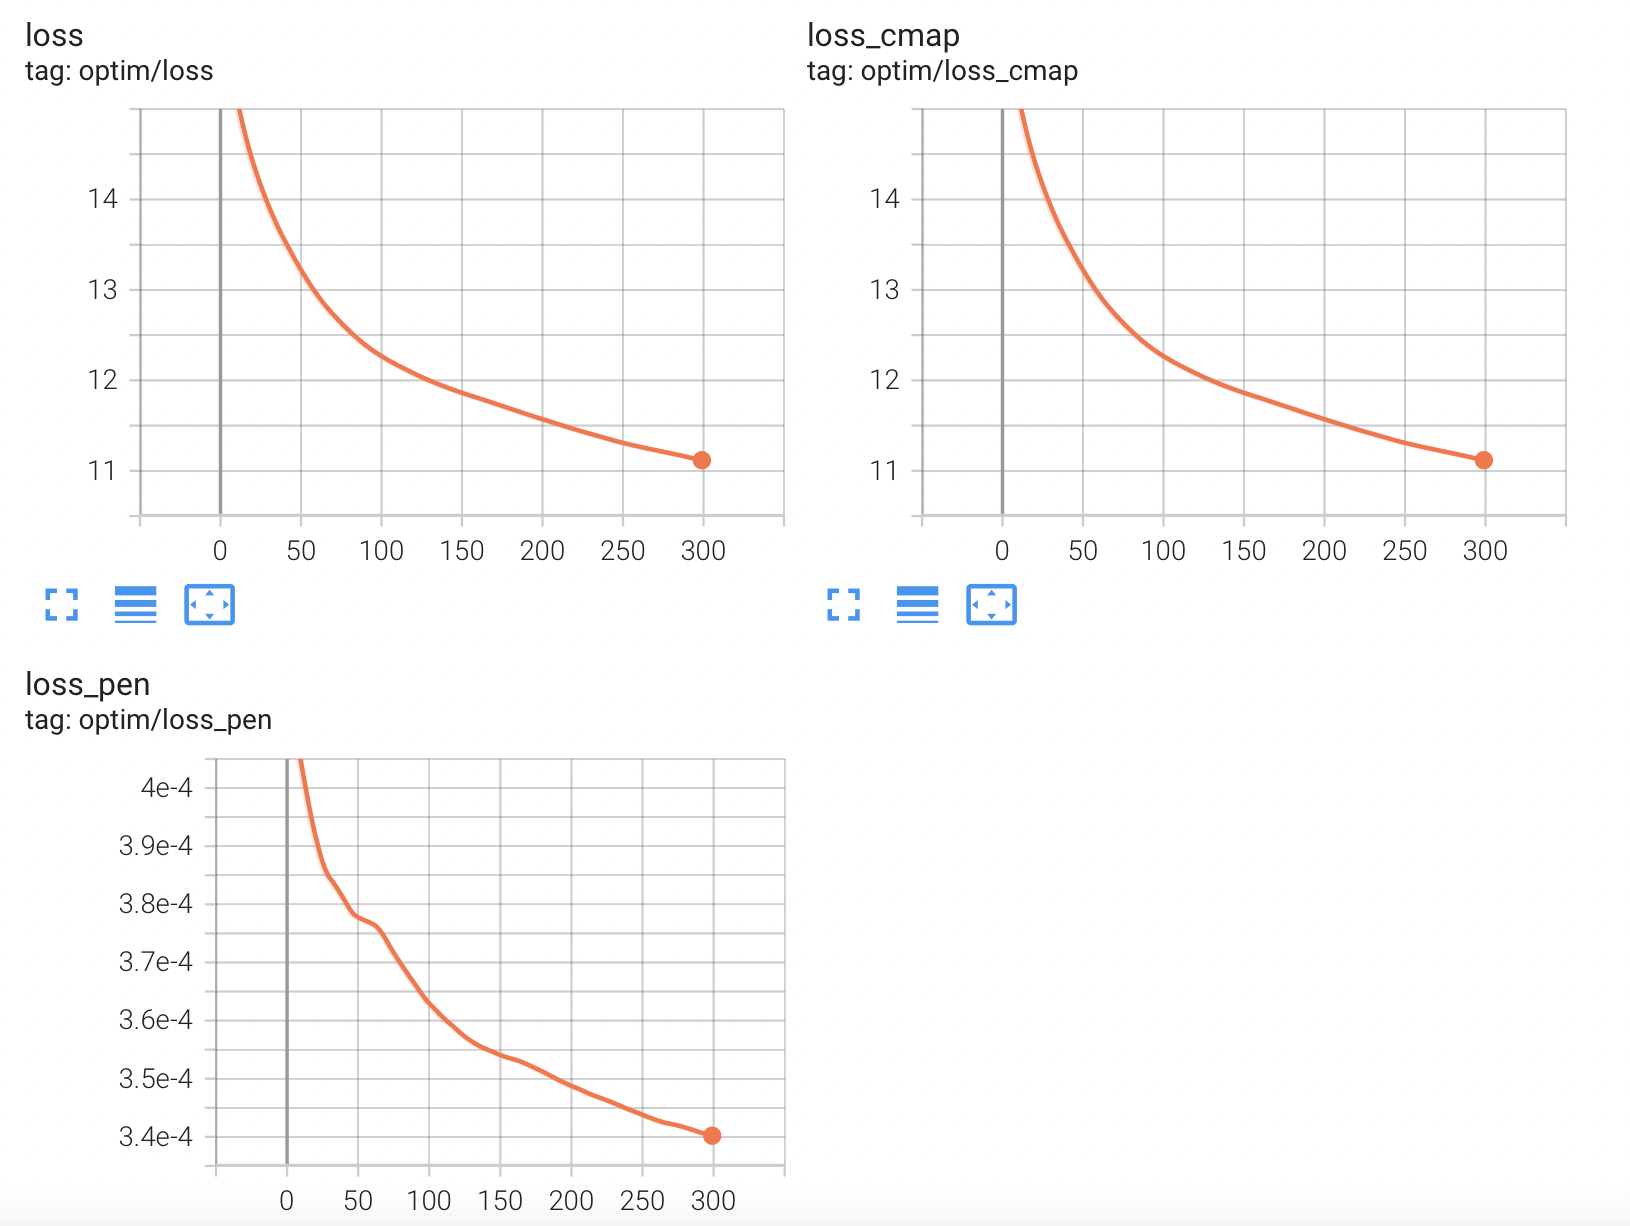 loss
tag: optim/loss
14
13
12
11
0 50 100 150 200 250 300
loss_cmap
tag: optim/loss_cmap
14
13
12
11
0 50 100 150 200 250 300
loss_pen
tag: optim/loss_pen
4e-4
3.9e-4
3.8e-4
3.7e-4
3.6e-4
3.5e-4
3.4e-4
0 50 100 150 200 250 300